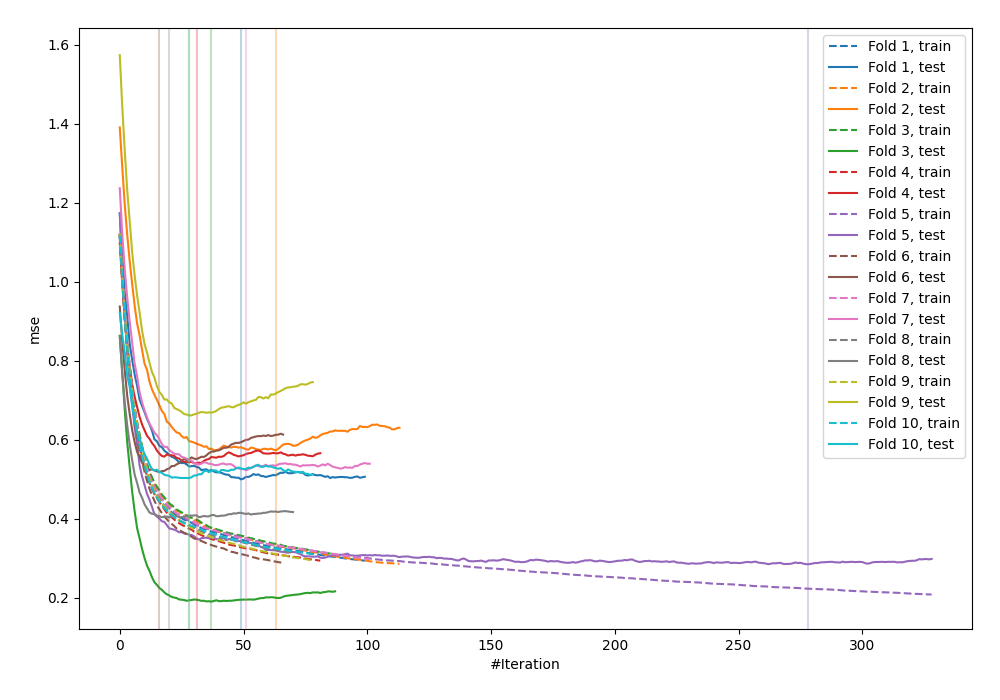 1.6
1.4
1.2
1.0
0.8
0.6
0.4
0.2
mse
0
50
100
150
200
250
300
#Iteration
Fold 1, train
Fold 1, test
Fold 2, train
Fold 2, test
Fold 3, train
Fold 3, test
Fold 4, train
Fold 4, test
Fold 5, train
Fold 5, test
Fold 6, train
Fold 6, test
Fold 7, train
Fold 7, test
Fold 8, train
Fold 8, test
Fold 9, train
Fold 9, test
Fold 10, train
Fold 10, test